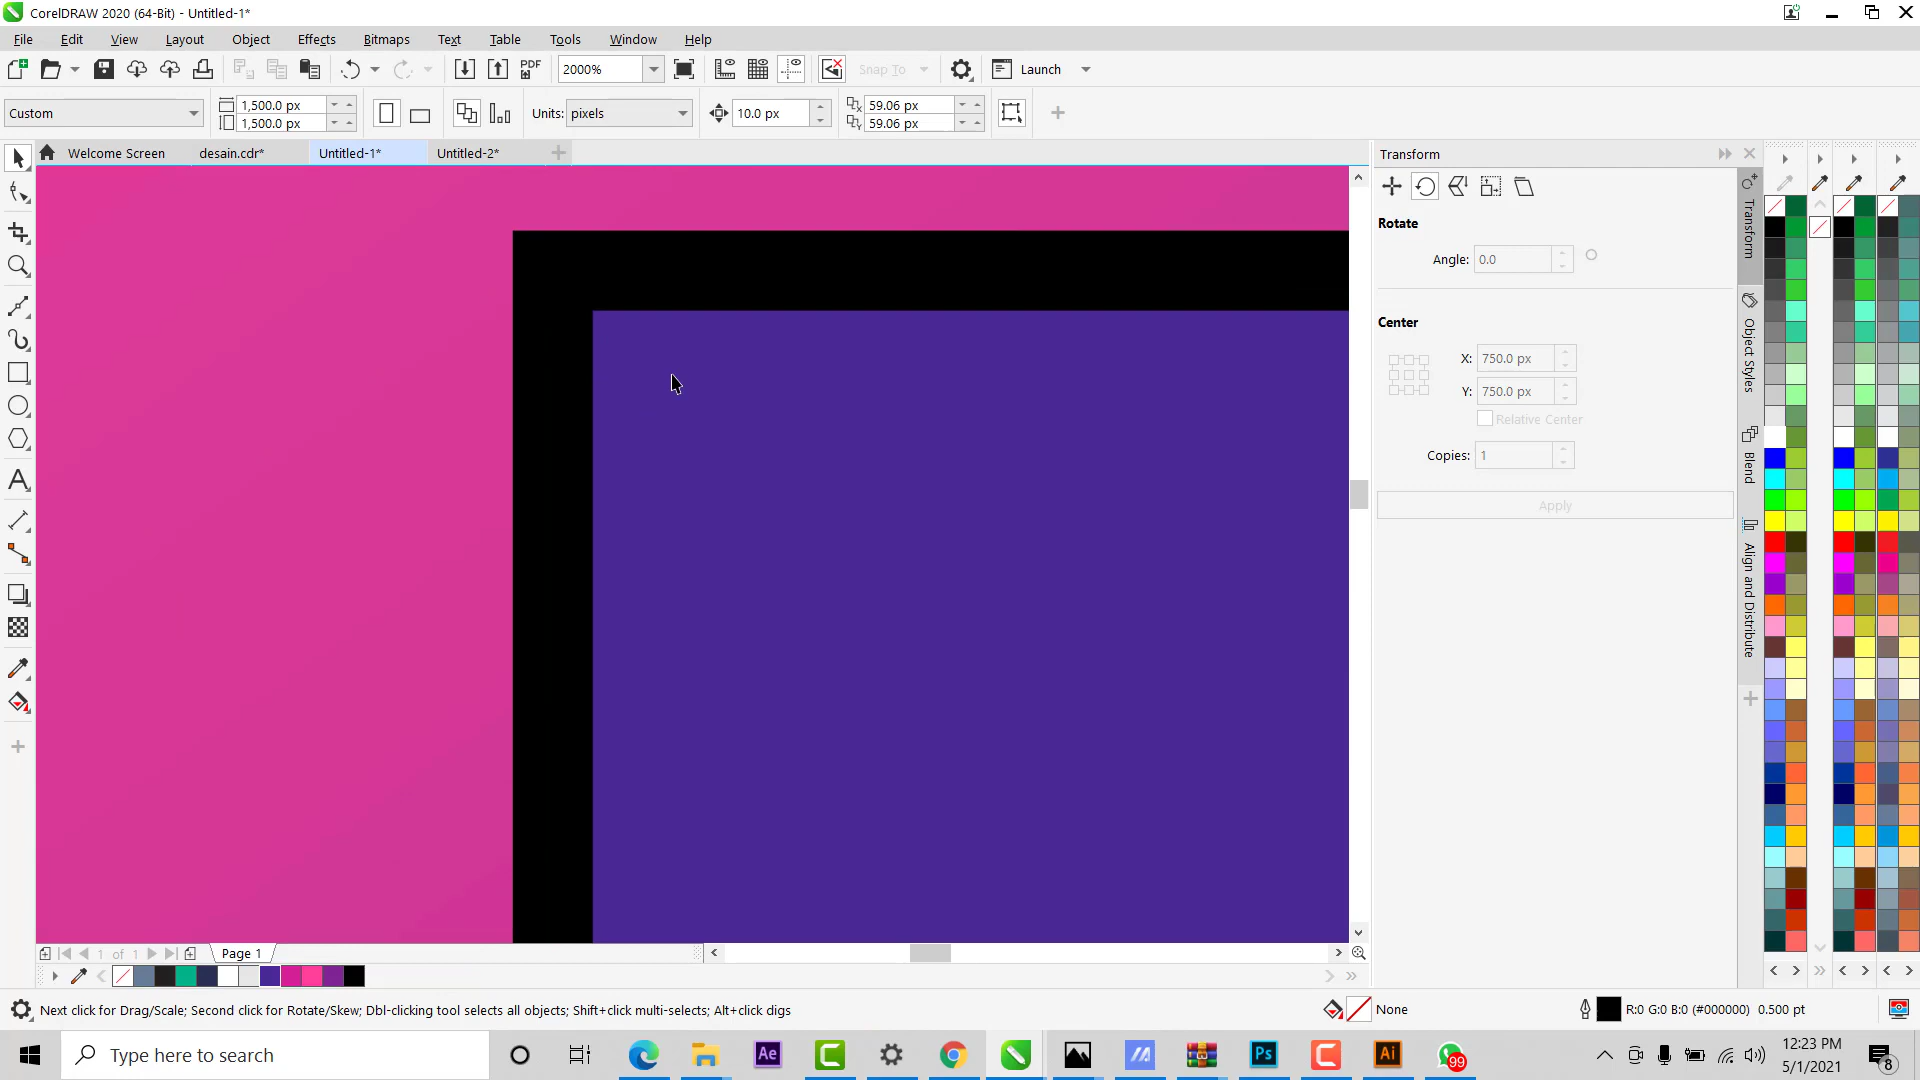 CorelDRAW 2020 (64-Bit) - Untitled-1*
File Edit View Layout Object Effects Bitmaps Text Table Tools Window Help
PDF 2000% Snap To Launch
Custom 1,500.0 px 1,500.0 px Units: pixels 10.0 px 59.06 px 59.06 px
Welcome Screen desain.cdr* Untitled-1* Untitled-2*
Transform
Rotate
Angle: 0.0
Center
X: 750.0 px
Y: 750.0 px
Relative Center
Copies: 1
Apply
Transform
Object Styles
Blend
Align and Distribute
1 of 1 Page 1
Next click for Drag/Scale; Second click for Rotate/Skew; Dbl-clicking tool selects all objects; Shift+click multi-selects; Alt+click digs
None R:0 G:0 B:0 (#000000) 0.500 pt
Type here to search
Ae Ps Ai 99
12:23 PM
5/1/2021
8